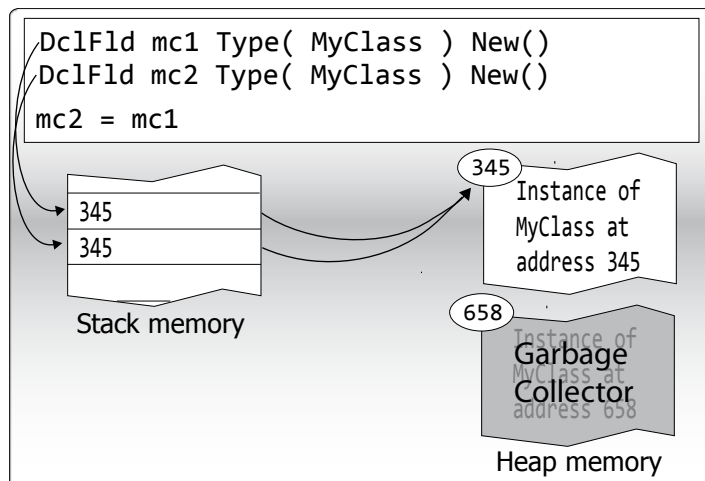 DclFld mc1 Type( MyClass ) New()
DclFld mc2 Type( MyClass ) New()
mc2 = mc1
345
345
Stack memory
345
Instance of
MyClass at
address 345
658
Instance of
MyClass at
address 658
Garbage
Collector
Heap memory